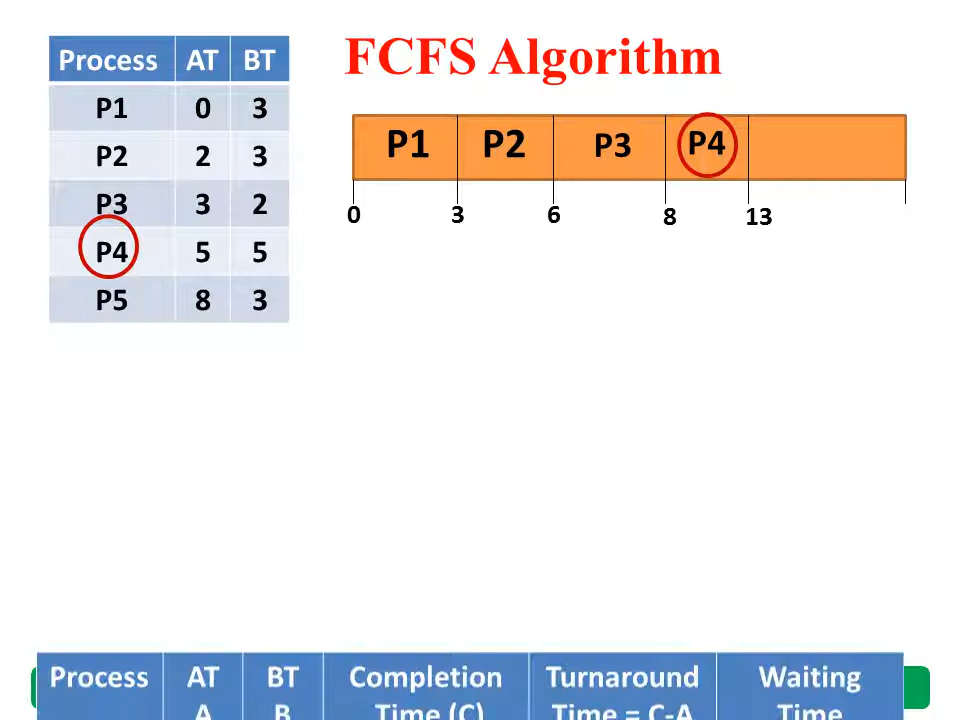 FCFS Algorithm
Process AT BT
P1 0 3
P2 2 3
P3 3 2
P4 5 5
P5 8 3
P1 P2 P3 P4
0 3 6 8 13
Process AT BT Completion Turnaround Waiting
A B Time (C) Time = C-A Time